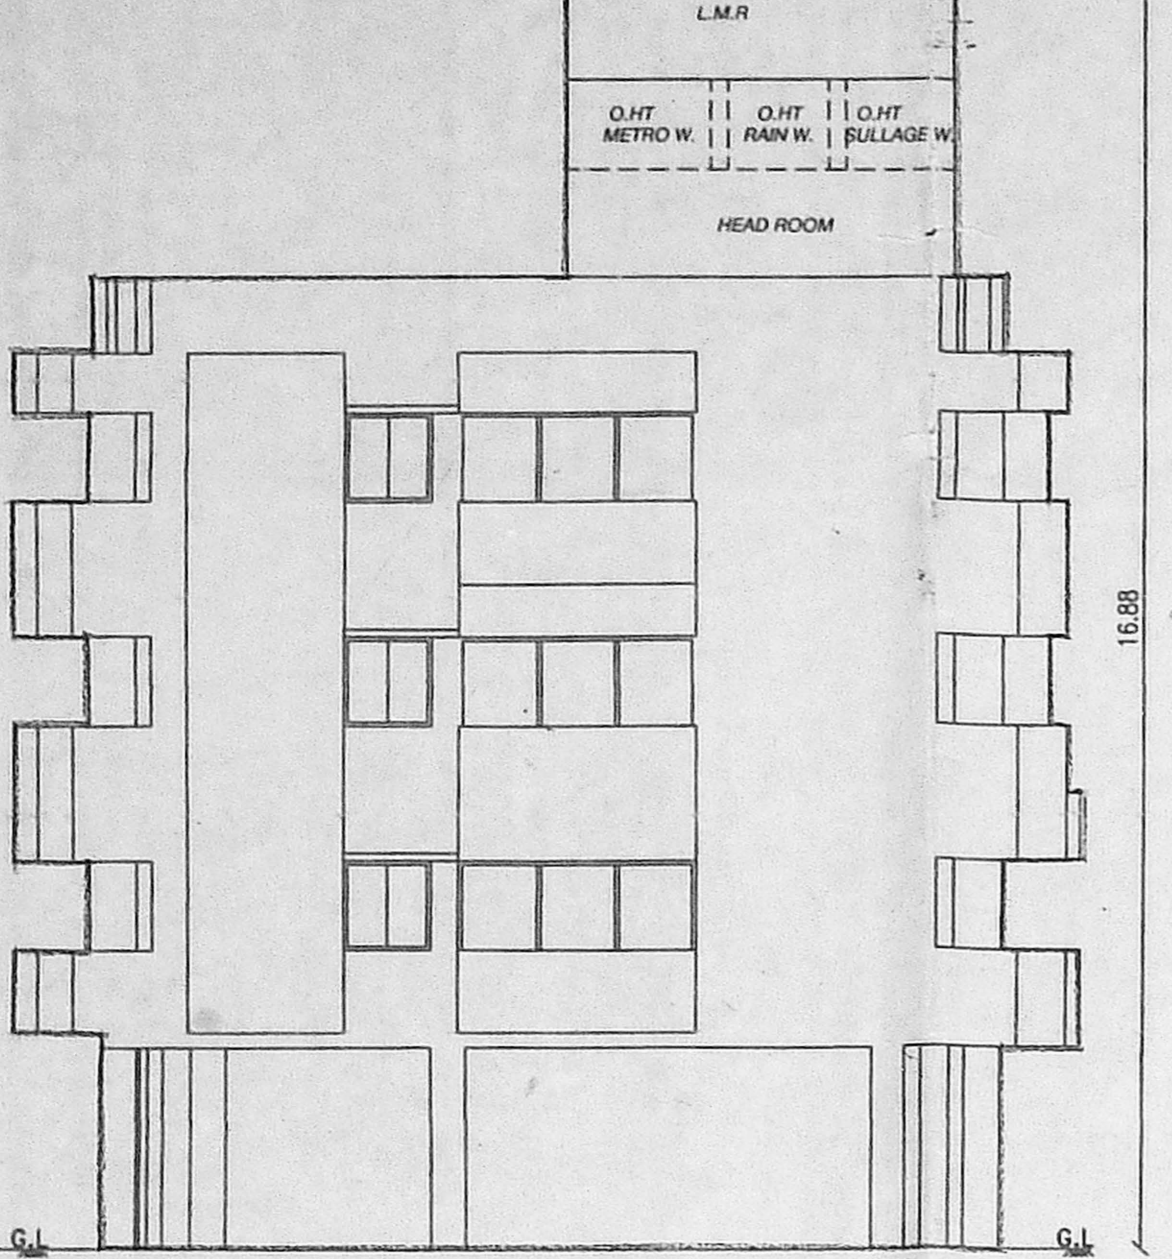 L.M.R
O.HT
METRO W.
O.HT
RAIN W.
O.HT
SULLAGE W.
HEAD ROOM
16.88
G.L
G.L